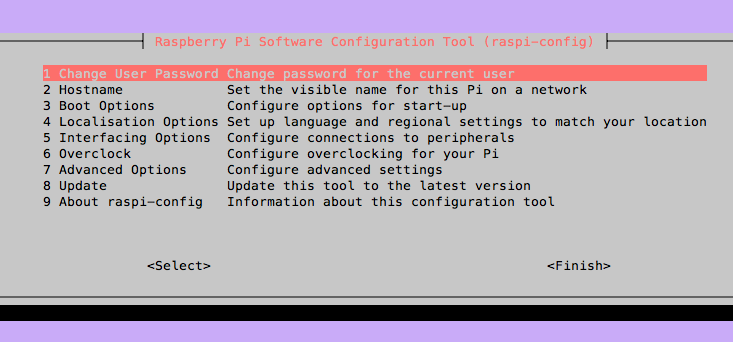 Raspberry Pi Software Configuration Tool (raspi-config)
1 Change User Password Change password for the current user
2 Hostname Set the visible name for this Pi on a network
3 Boot Options Configure options for start-up
4 Localisation Options Set up language and regional settings to match your location
5 Interfacing Options Configure connections to peripherals
6 Overclock Configure overclocking for your Pi
7 Advanced Options Configure advanced settings
8 Update Update this tool to the latest version
9 About raspi-config Information about this configuration tool
<Select> <Finish>